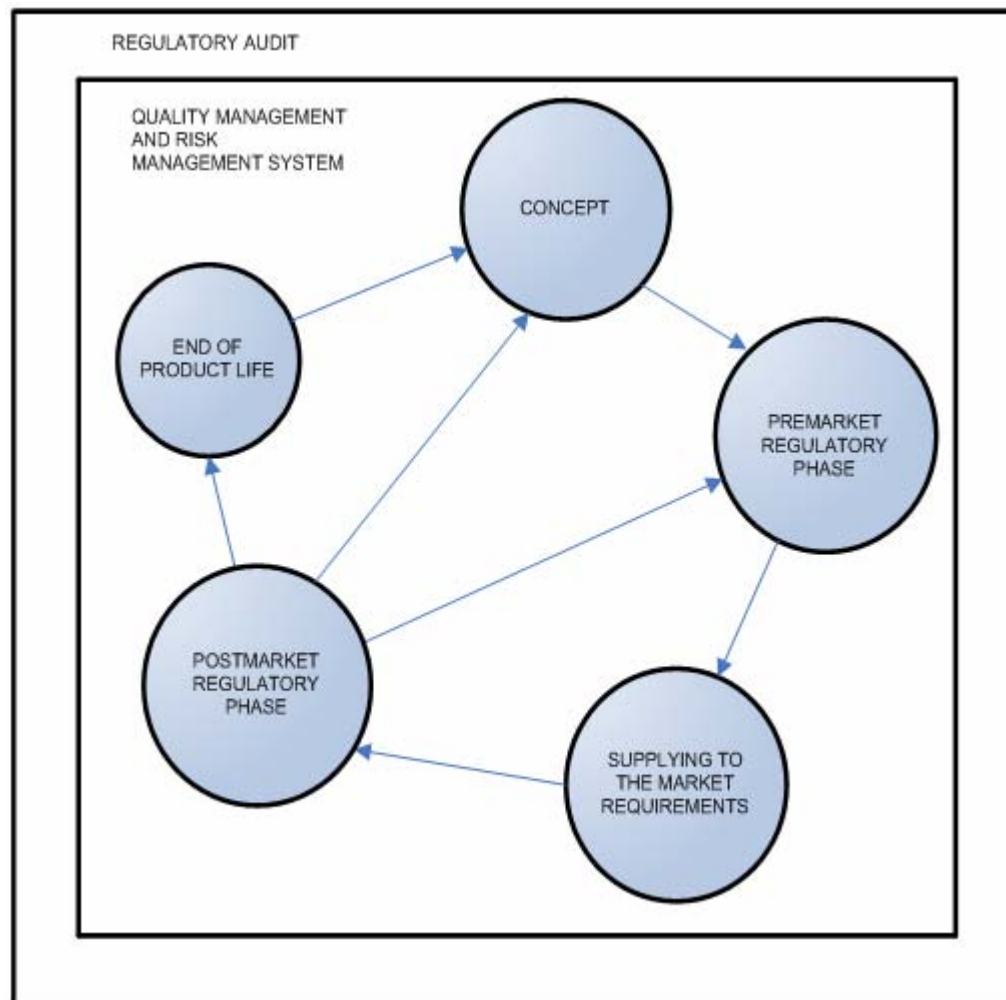 REGULATORY AUDIT
QUALITY MANAGEMENT
AND RISK
MANAGEMENT SYSTEM
CONCEPT
END OF
PRODUCT LIFE
PREMARKET
REGULATORY
PHASE
POSTMARKET
REGULATORY
PHASE
SUPPLYING TO
THE MARKET
REQUIREMENTS